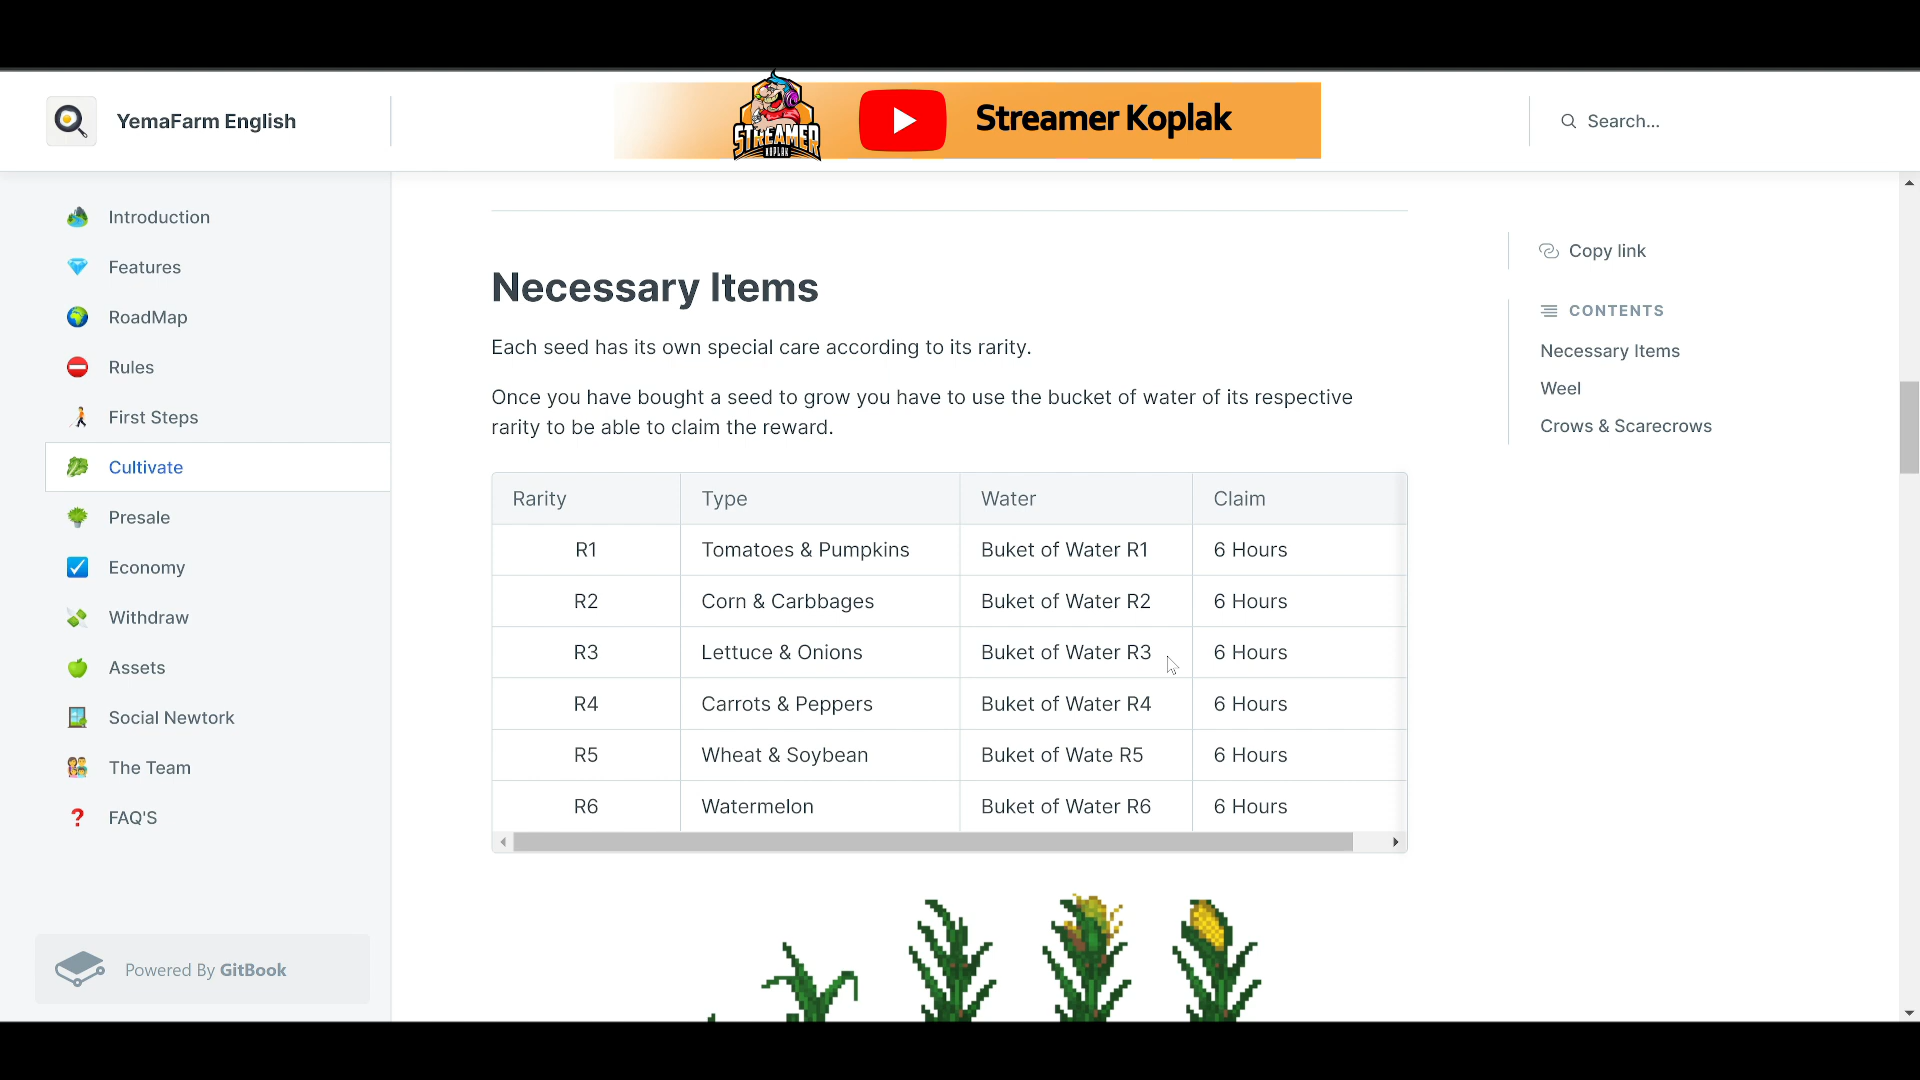 YemaFarm English
STREAMER
KOPLAK
Streamer Koplak
Search...
Introduction
Features
RoadMap
Rules
First Steps
Cultivate
Presale
Economy
Withdraw
Assets
Social Newtork
The Team
FAQ'S
Powered By GitBook
Necessary Items
Each seed has its own special care according to its rarity.
Once you have bought a seed to grow you have to use the bucket of water of its respective
rarity to be able to claim the reward.
Rarity Type Water Claim
R1 Tomatoes & Pumpkins Buket of Water R1 6 Hours
R2 Corn & Carbbages Buket of Water R2 6 Hours
R3 Lettuce & Onions Buket of Water R3 6 Hours
R4 Carrots & Peppers Buket of Water R4 6 Hours
R5 Wheat & Soybean Buket of Wate R5 6 Hours
R6 Watermelon Buket of Water R6 6 Hours
Copy link
CONTENTS
Necessary Items
Weel
Crows & Scarecrows